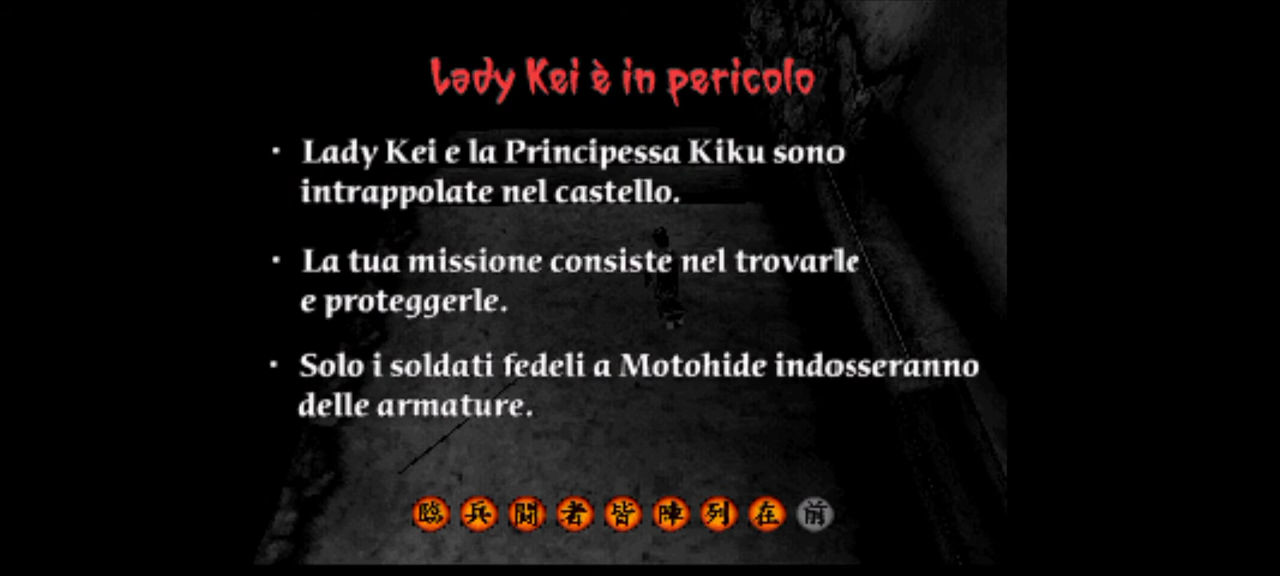 Lady Kei è in pericolo
· Lady Kei e la Principessa Kiku sono
intrappolate nel castello.
· La tua missione consiste nel trovarle
e proteggerle.
· Solo i soldati fedeli a Motohide indosseranno
delle armature.
臨 兵 闘 者 皆 陣 列 在 前